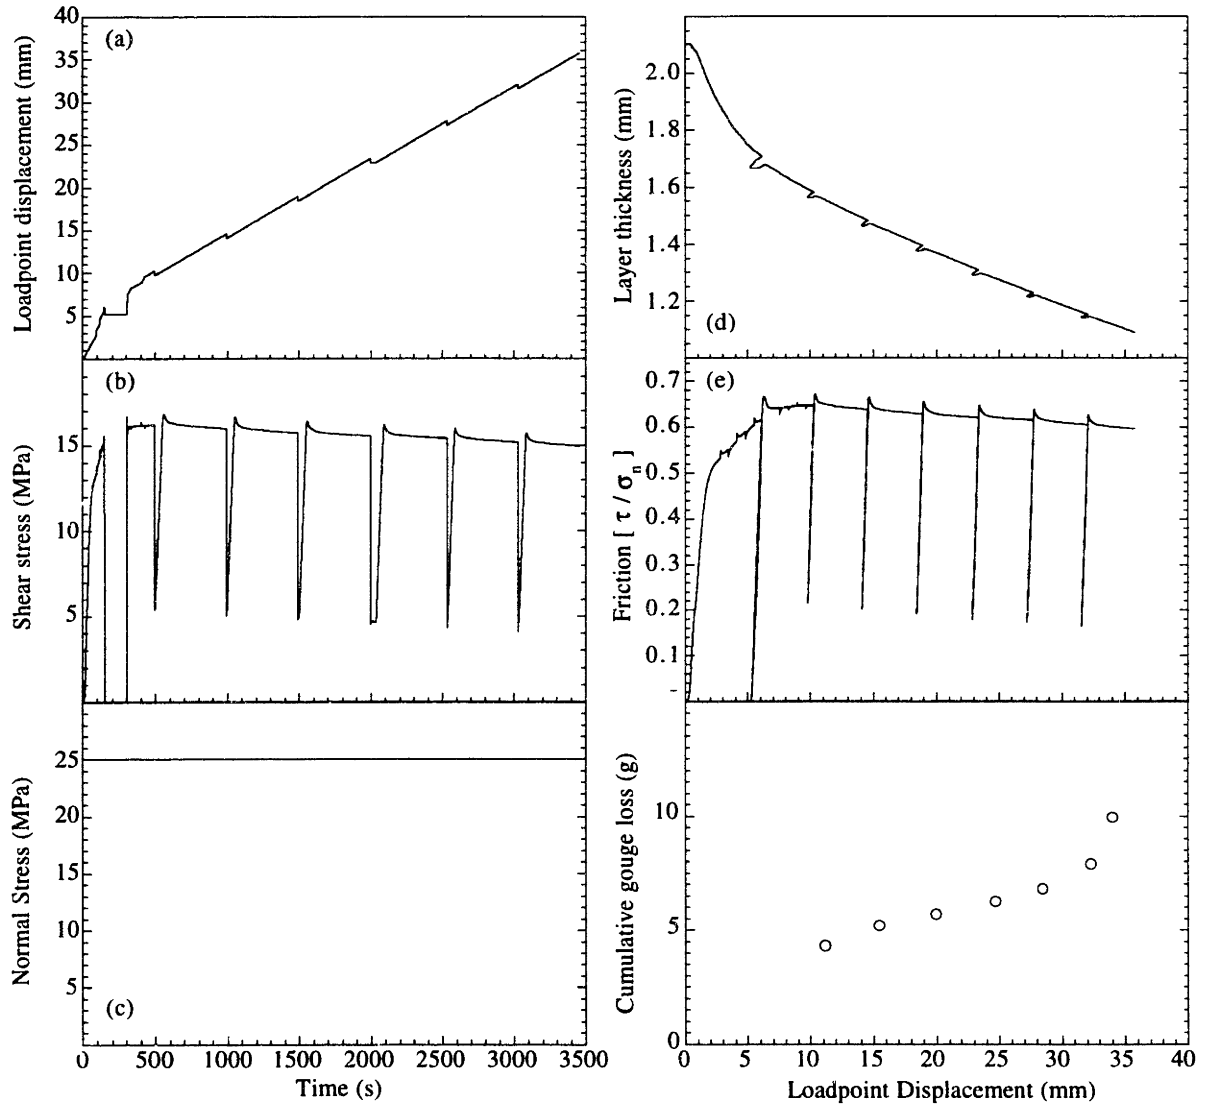 Loadpoint displacement (mm)
40
35
30
25
20
15
10
5
(a)
Shear stress (MPa)
15
10
5
(b)
Normal Stress (MPa)
25
20
15
10
5
(c)
0 500 1000 1500 2000 2500 3000 3500
Time (s)
Layer thickness (mm)
2.0
1.8
1.6
1.4
1.2
(d)
Friction [ τ / σn ]
0.7
0.6
0.5
0.4
0.3
0.2
0.1
-
(e)
Cumulative gouge loss (g)
10
5
0
0 5 10 15 20 25 30 35 40
Loadpoint Displacement (mm)